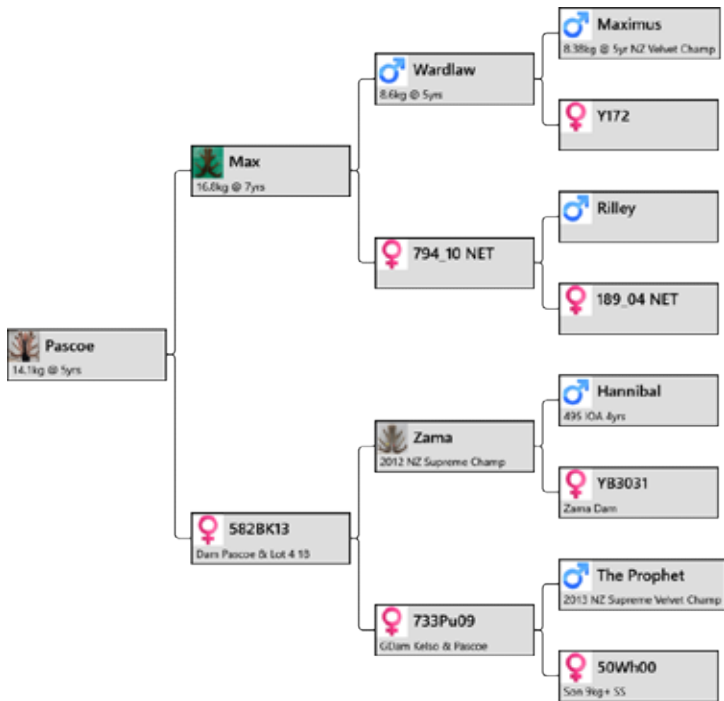 Maximus
8.38kg @ 5yr NZ Velvet Champ
Wardlaw
8.6kg @ 5yrs
Y172
Max
16.8kg @ 7yrs
Rilley
794_10 NET
189_04 NET
Pascoe
14.1kg @ 5yrs
Hannibal
495 IOA 4yrs
Zama
2012 NZ Supreme Champ
YB3031
Zama Dam
582BK13
Dam Pascoe & Lot 4 18
The Prophet
2013 NZ Supreme Velvet Champ
733Pu09
GDam Kelso & Pascoe
50Wh00
Son 9kg+ SS